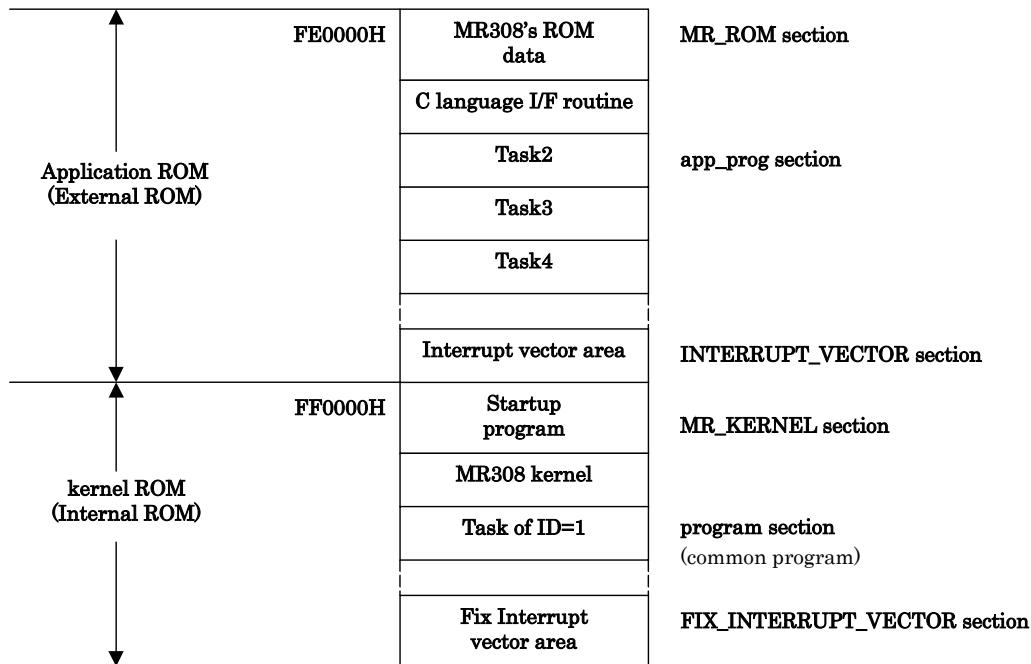 FE0000H
MR308's ROM
data
MR_ROM section
C language I/F routine
Application ROM
(External ROM)
Task2
app_prog section
Task3
Task4
Interrupt vector area
INTERRUPT_VECTOR section
FF0000H
Startup
program
MR_KERNEL section
kernel ROM
(Internal ROM)
MR308 kernel
Task of ID=1
program section
(common program)
Fix Interrupt
vector area
FIX_INTERRUPT_VECTOR section